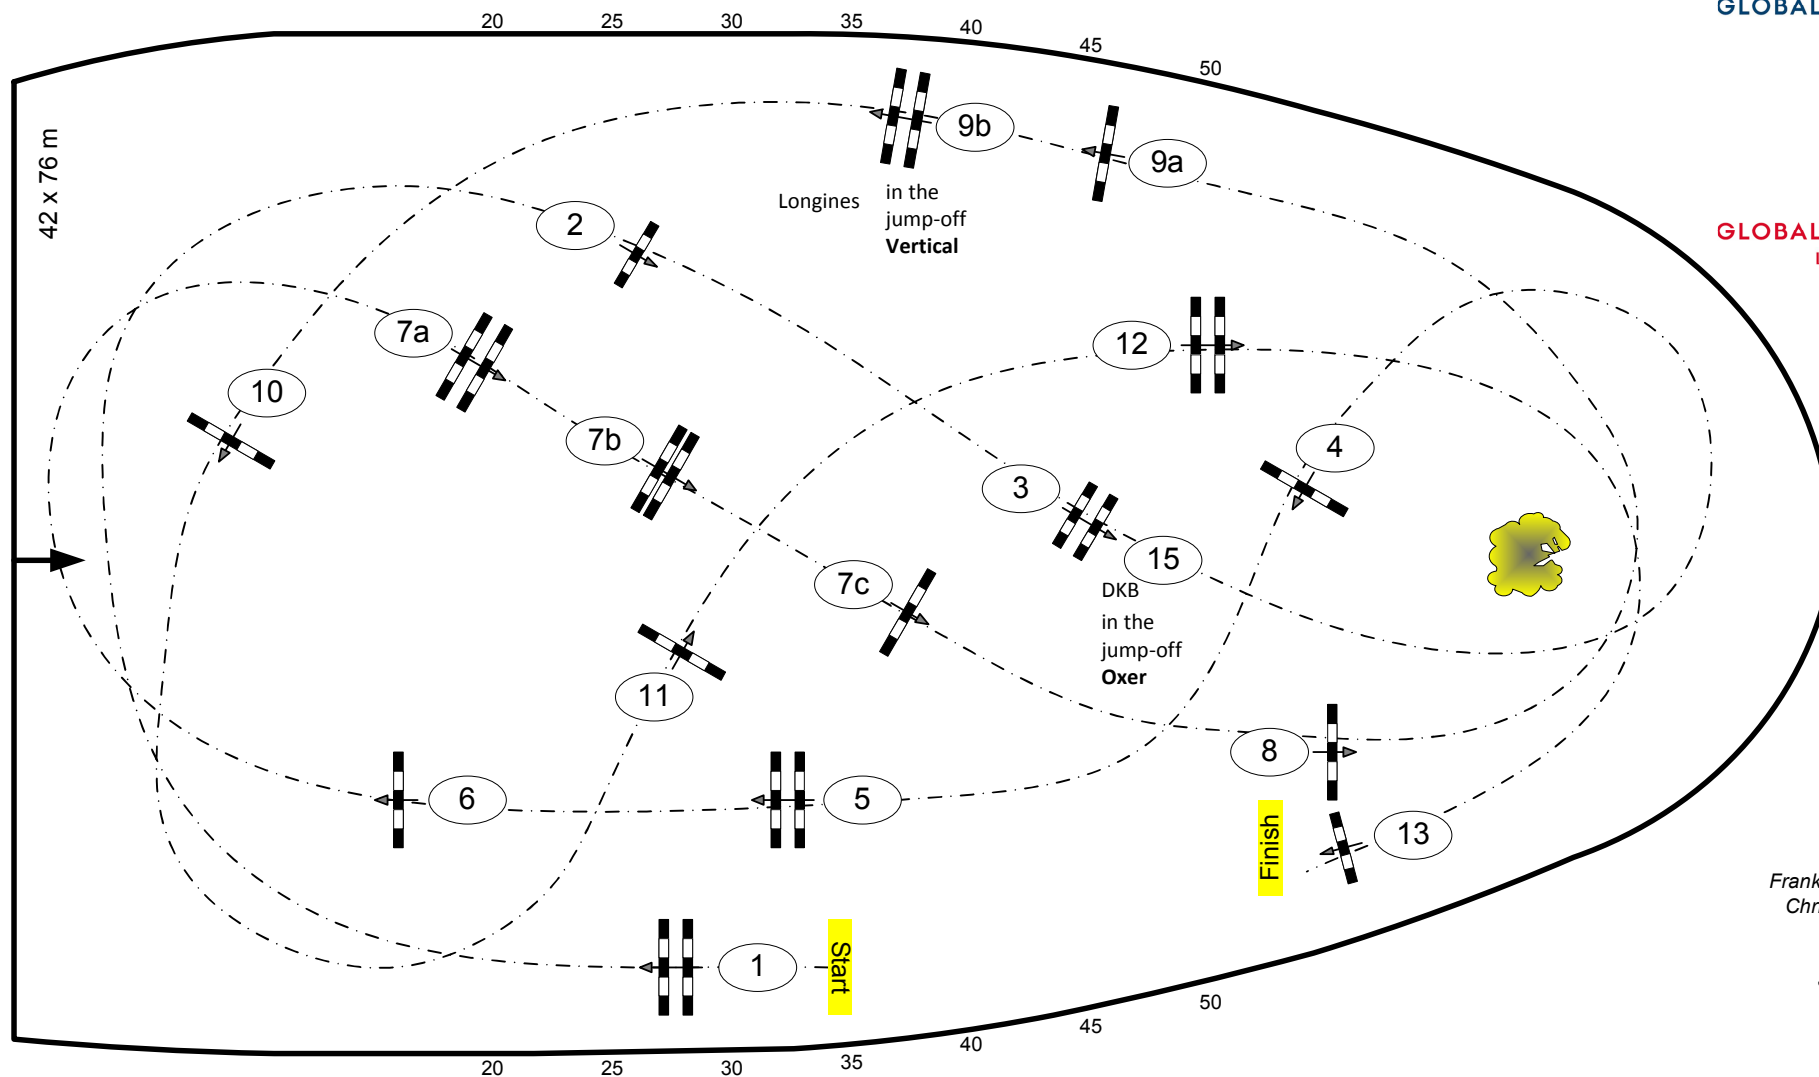 20 25 30 35 40 45 50
GLOBAL
42 x 76 m
9b
9a
Longines
in the
jump-off
Vertical
2
GLOBAL
7a
12
10
7b
4
3
15
7c
DKB
in the
jump-off
Oxer
11
8
6
5
13
Finish
Frank
Chr
1
Start
20 25 30 35 40 45 50